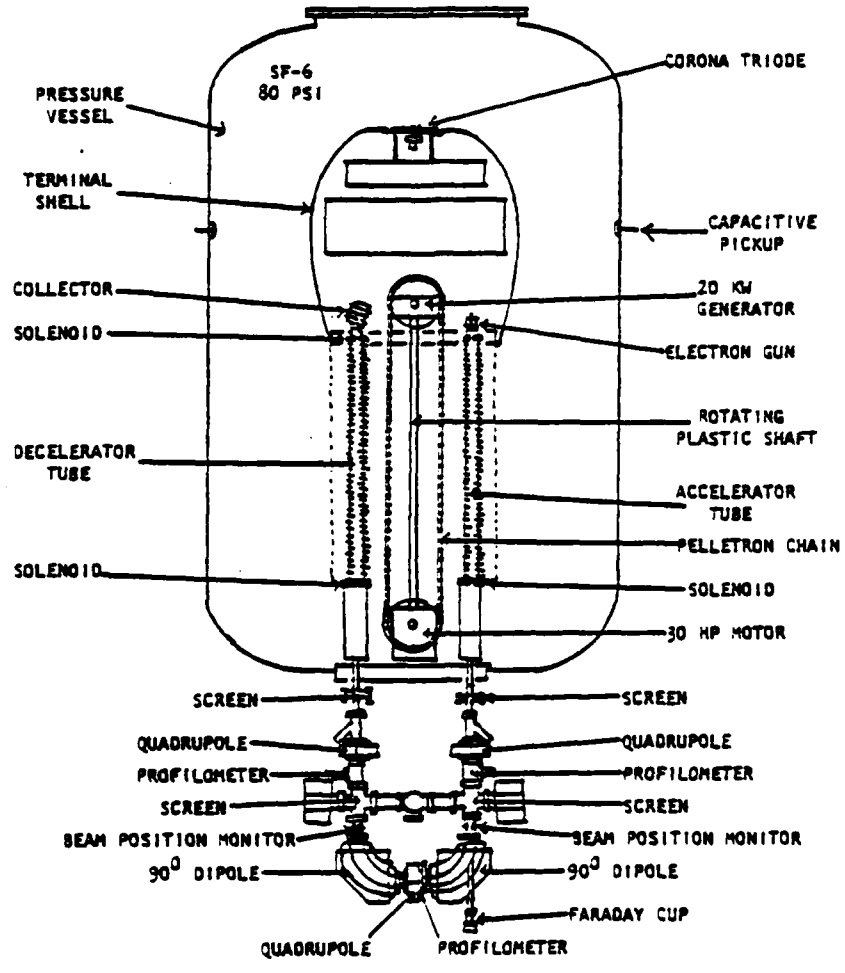 SF-6
80 PSI
CORONA TRIODE
PRESSURE
VESSEL
TERMINAL
SHELL
CAPACITIVE
PICKUP
COLLECTOR
20 KW
GENERATOR
SOLENOID
ELECTRON GUN
ROTATING
PLASTIC SHAFT
DECELERATOR
TUBE
ACCELERATOR
TUBE
PELLETRON CHAIN
SOLENOID
SOLENOID
30 HP MOTOR
SCREEN
SCREEN
QUADRUPOLE
QUADRUPOLE
PROFILOMETER
PROFILOMETER
SCREEN
SCREEN
BEAM POSITION MONITOR
BEAM POSITION MONITOR
90⁰ DIPOLE
90⁰ DIPOLE
FARADAY CUP
QUADRUPOLE
PROFILOMETER